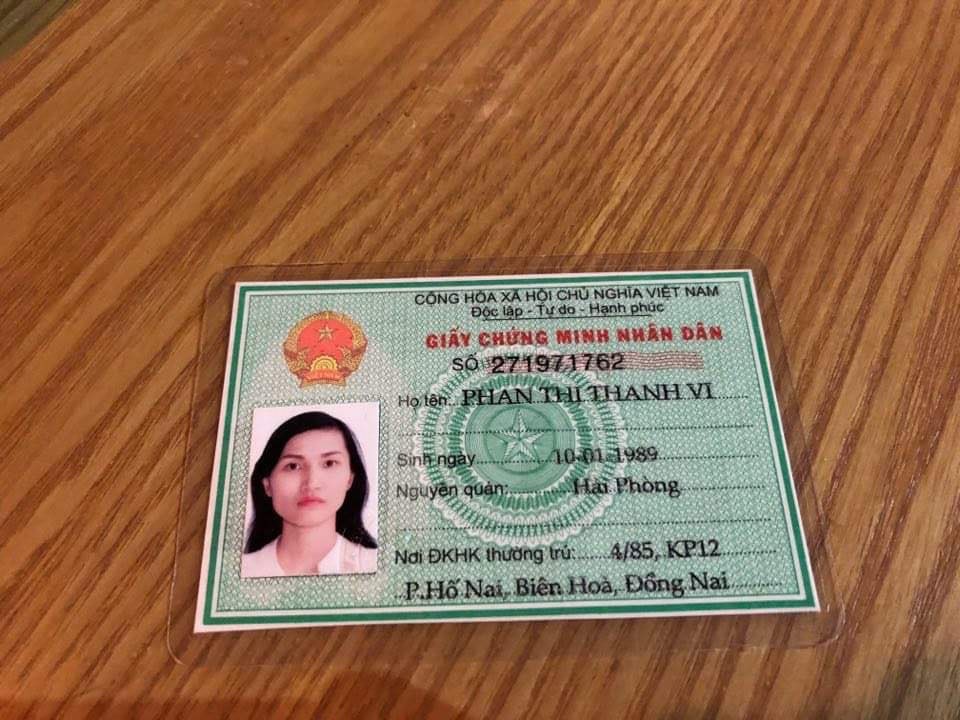 CỘNG HÒA XÃ HỘI CHỦ NGHĨA VIỆT NAM
Độc lập - Tự do - Hạnh phúc
GIẤY CHỨNG MINH NHÂN DÂN
SỐ 271971762
Họ tên: PHAN THỊ THANH VI
Sinh ngày 10-01-1989
Nguyên quán: Hải Phòng
Nơi ĐKHK thường trú: 4/85, KP12
P.Hố Nai, Biên Hoà, Đồng Nai
VIỆT NAM